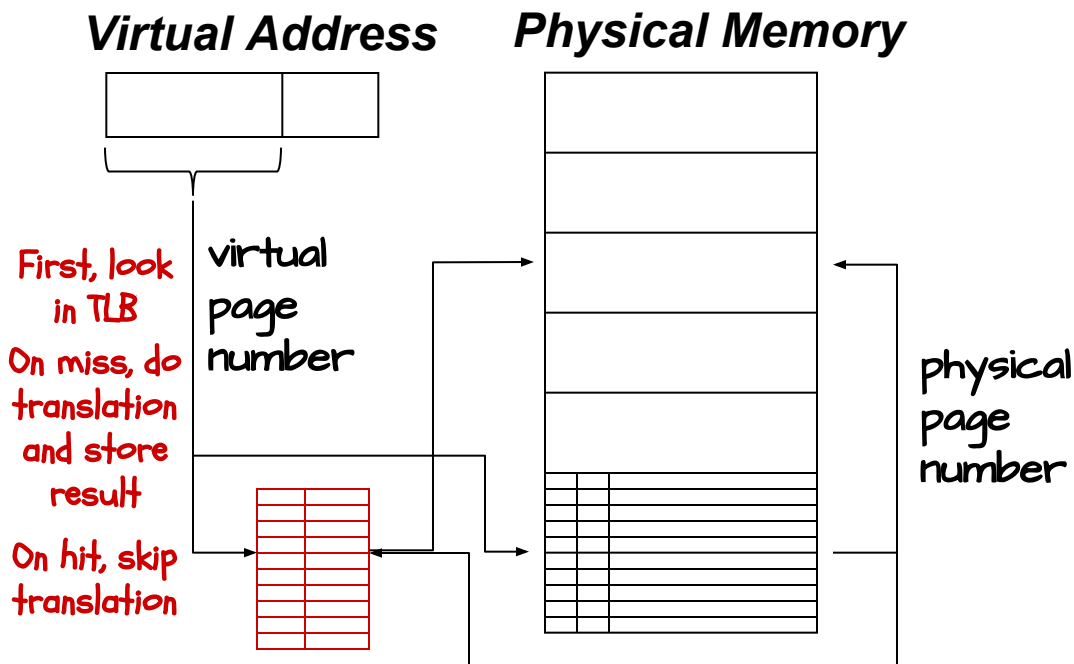 Virtual Address
Physical Memory
First, look
in TLB
On miss, do
translation
and store
result
On hit, skip
translation
virtual
page
number
physical
page
number